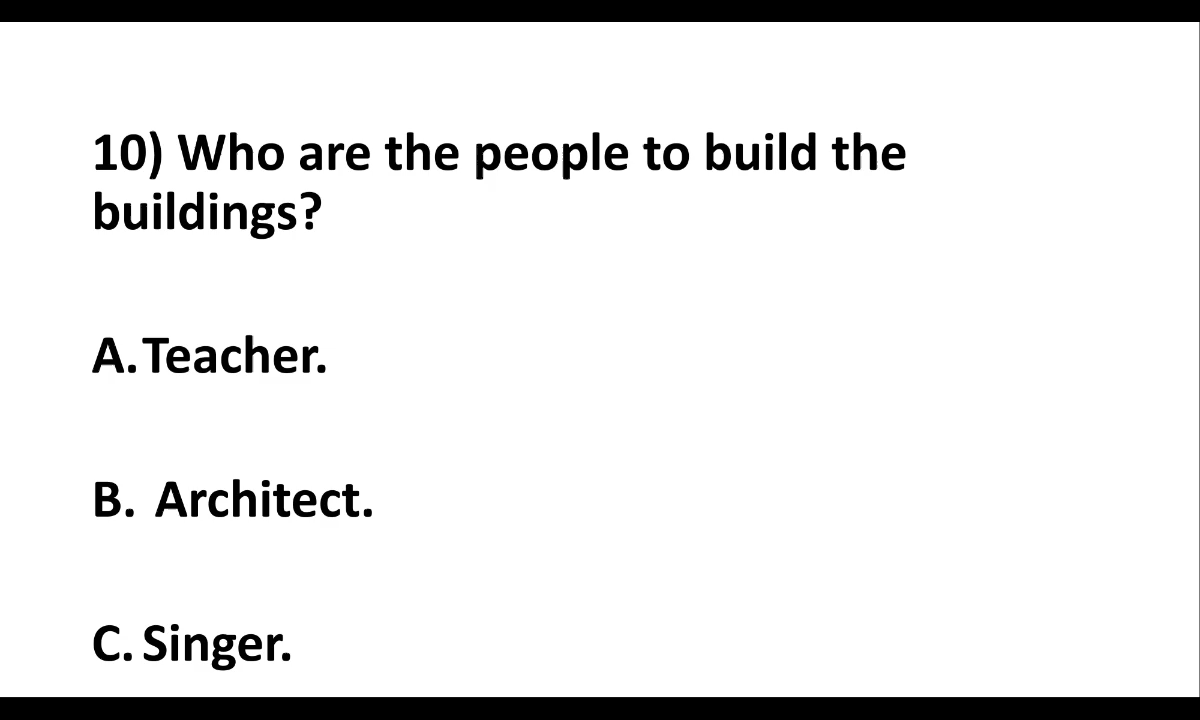 10) Who are the people to build the
buildings?
A. Teacher.
B. Architect.
C. Singer.